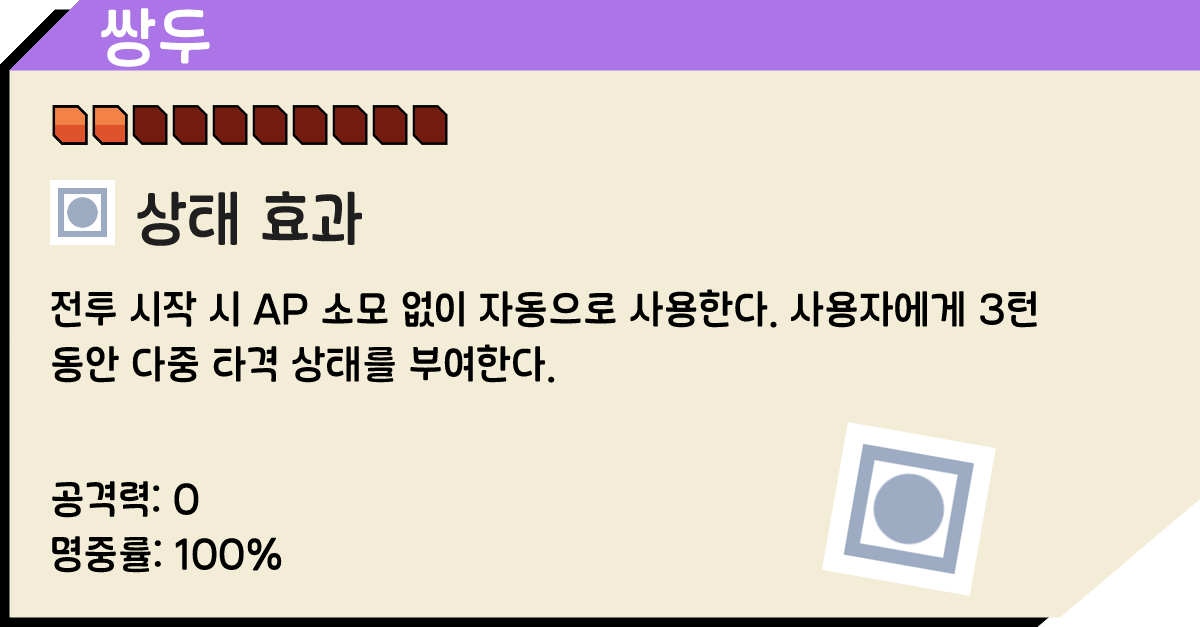 쌍두
상태 효과
전투 시작 시 AP 소모 없이 자동으로 사용한다. 사용자에게 3턴
동안 다중 타격 상태를 부여한다.
공격력: 0
명중률: 100%